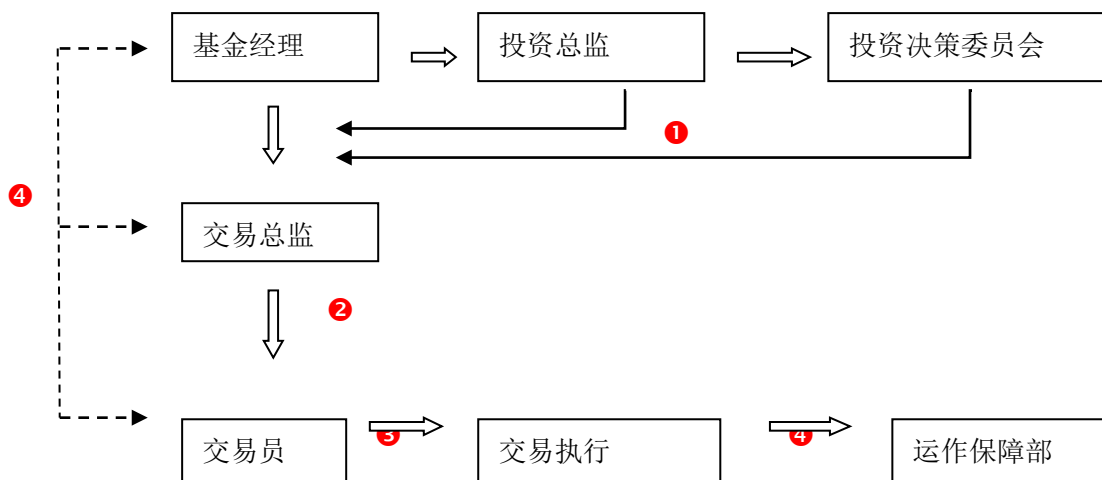 基金经理
投资总监
投资决策委员会
❶
❹
交易总监
❷
交易员
❸
交易执行
❹
运作保障部